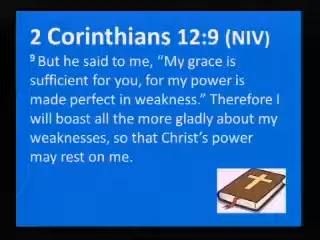 2 Corinthians 12:9 (NIV)
9 But he said to me, “My grace is
sufficient for you, for my power is
made perfect in weakness.” Therefore I
will boast all the more gladly about my
weaknesses, so that Christ’s power
may rest on me.